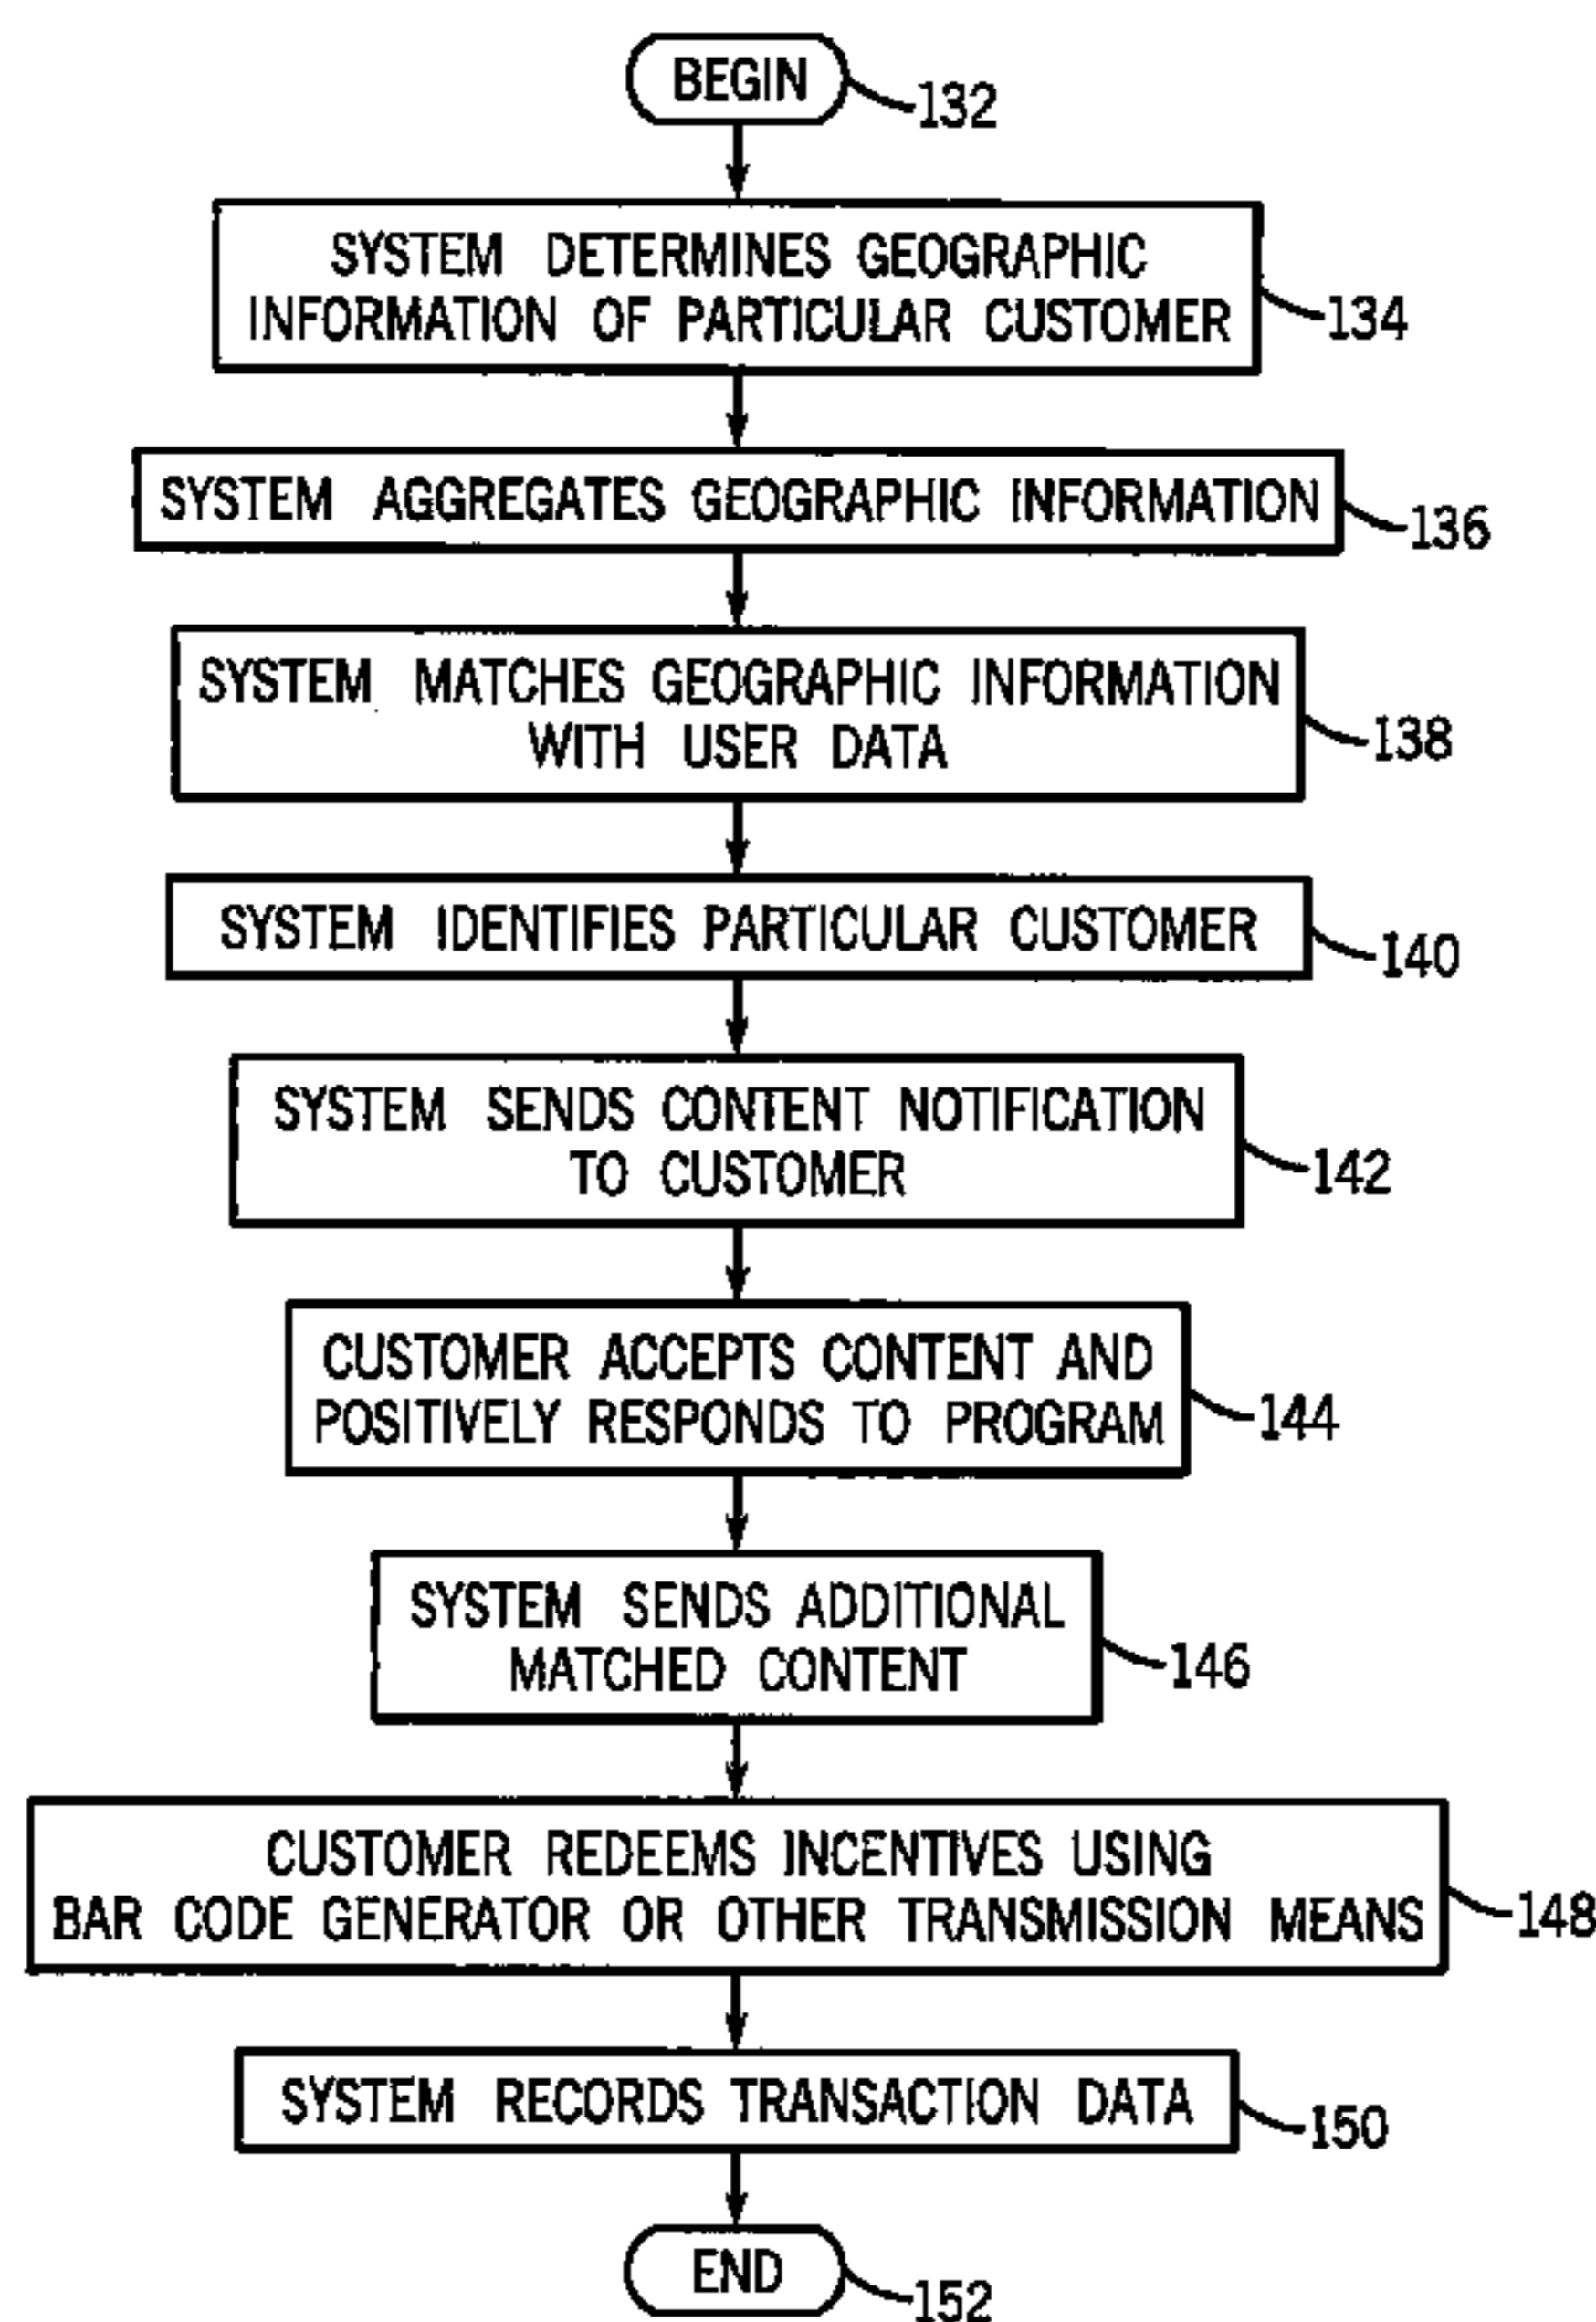 BEGIN
132
SYSTEM DETERMINES GEOGRAPHIC
INFORMATION OF PARTICULAR CUSTOMER
134
SYSTEM AGGREGATES GEOGRAPHIC INFORMATION
136
SYSTEM MATCHES GEOGRAPHIC INFORMATION
WITH USER DATA
138
SYSTEM IDENTIFIES PARTICULAR CUSTOMER
140
SYSTEM SENDS CONTENT NOTIFICATION
TO CUSTOMER
142
CUSTOMER ACCEPTS CONTENT AND
POSITIVELY RESPONDS TO PROGRAM
144
SYSTEM SENDS ADDITIONAL
MATCHED CONTENT
146
CUSTOMER REDEEMS INCENTIVES USING
BAR CODE GENERATOR OR OTHER TRANSMISSION MEANS
148
SYSTEM RECORDS TRANSACTION DATA
150
END
152